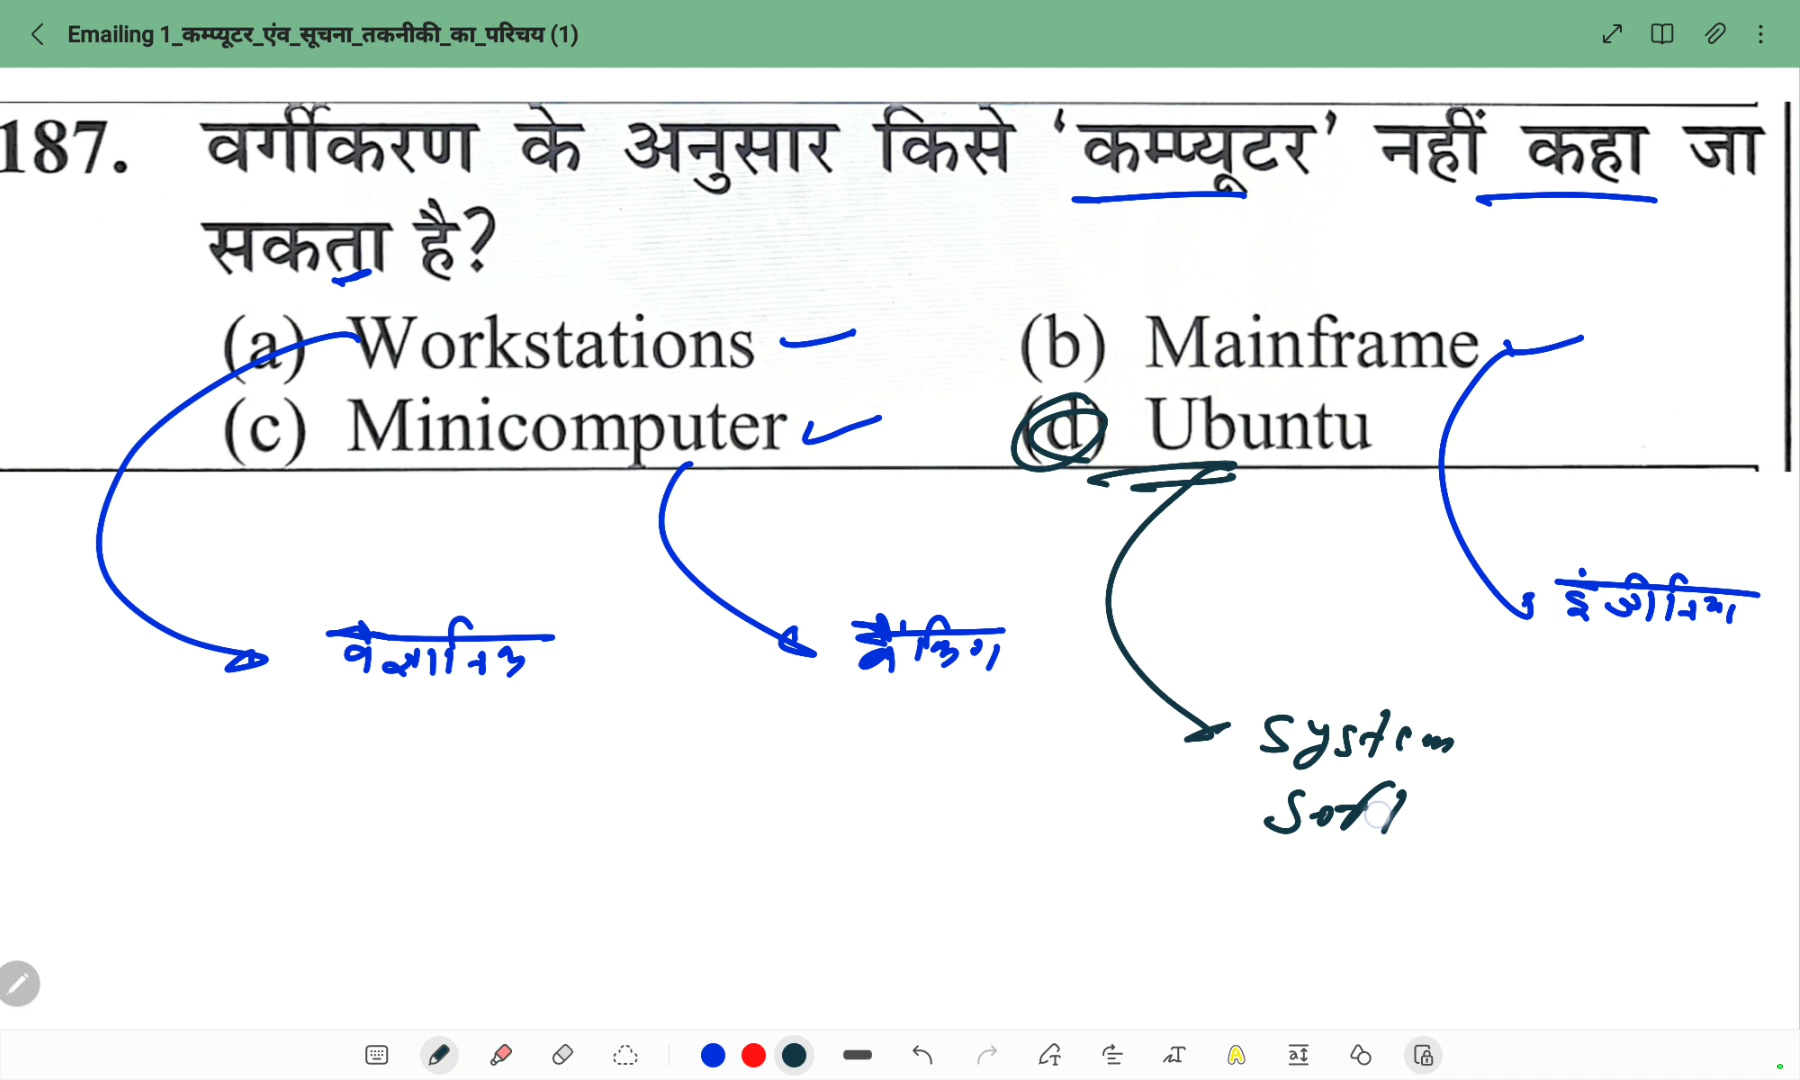 Emailing 1_कम्प्यूटर_एंव_सूचना_तकनीकी_का_परिचय (1)
187. वर्गीकरण के अनुसार किसे ‘कम्प्यूटर’ नहीं कहा जा
सकता है?
(a) Workstations (b) Mainframe
(c) Minicomputer (d) Ubuntu
वैज्ञानिक
System
Soft